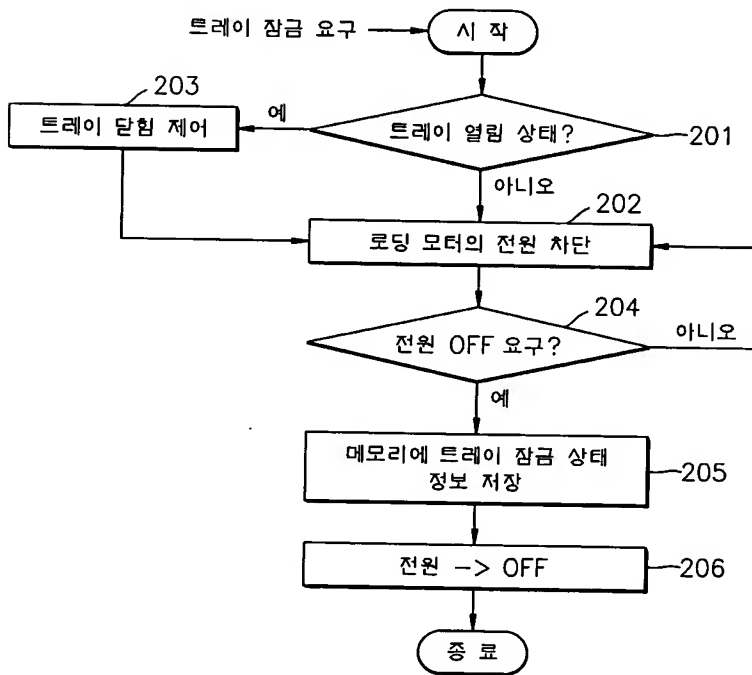 트레이 잠금 요구
시 작
203
트레이 닫힘 제어
예
트레이 열림 상태?
201
아니오
202
로딩 모터의 전원 차단
204
전원 OFF 요구?
아니오
예
메모리에 트레이 잠금 상태
정보 저장
205
전원 -> OFF
206
종 료